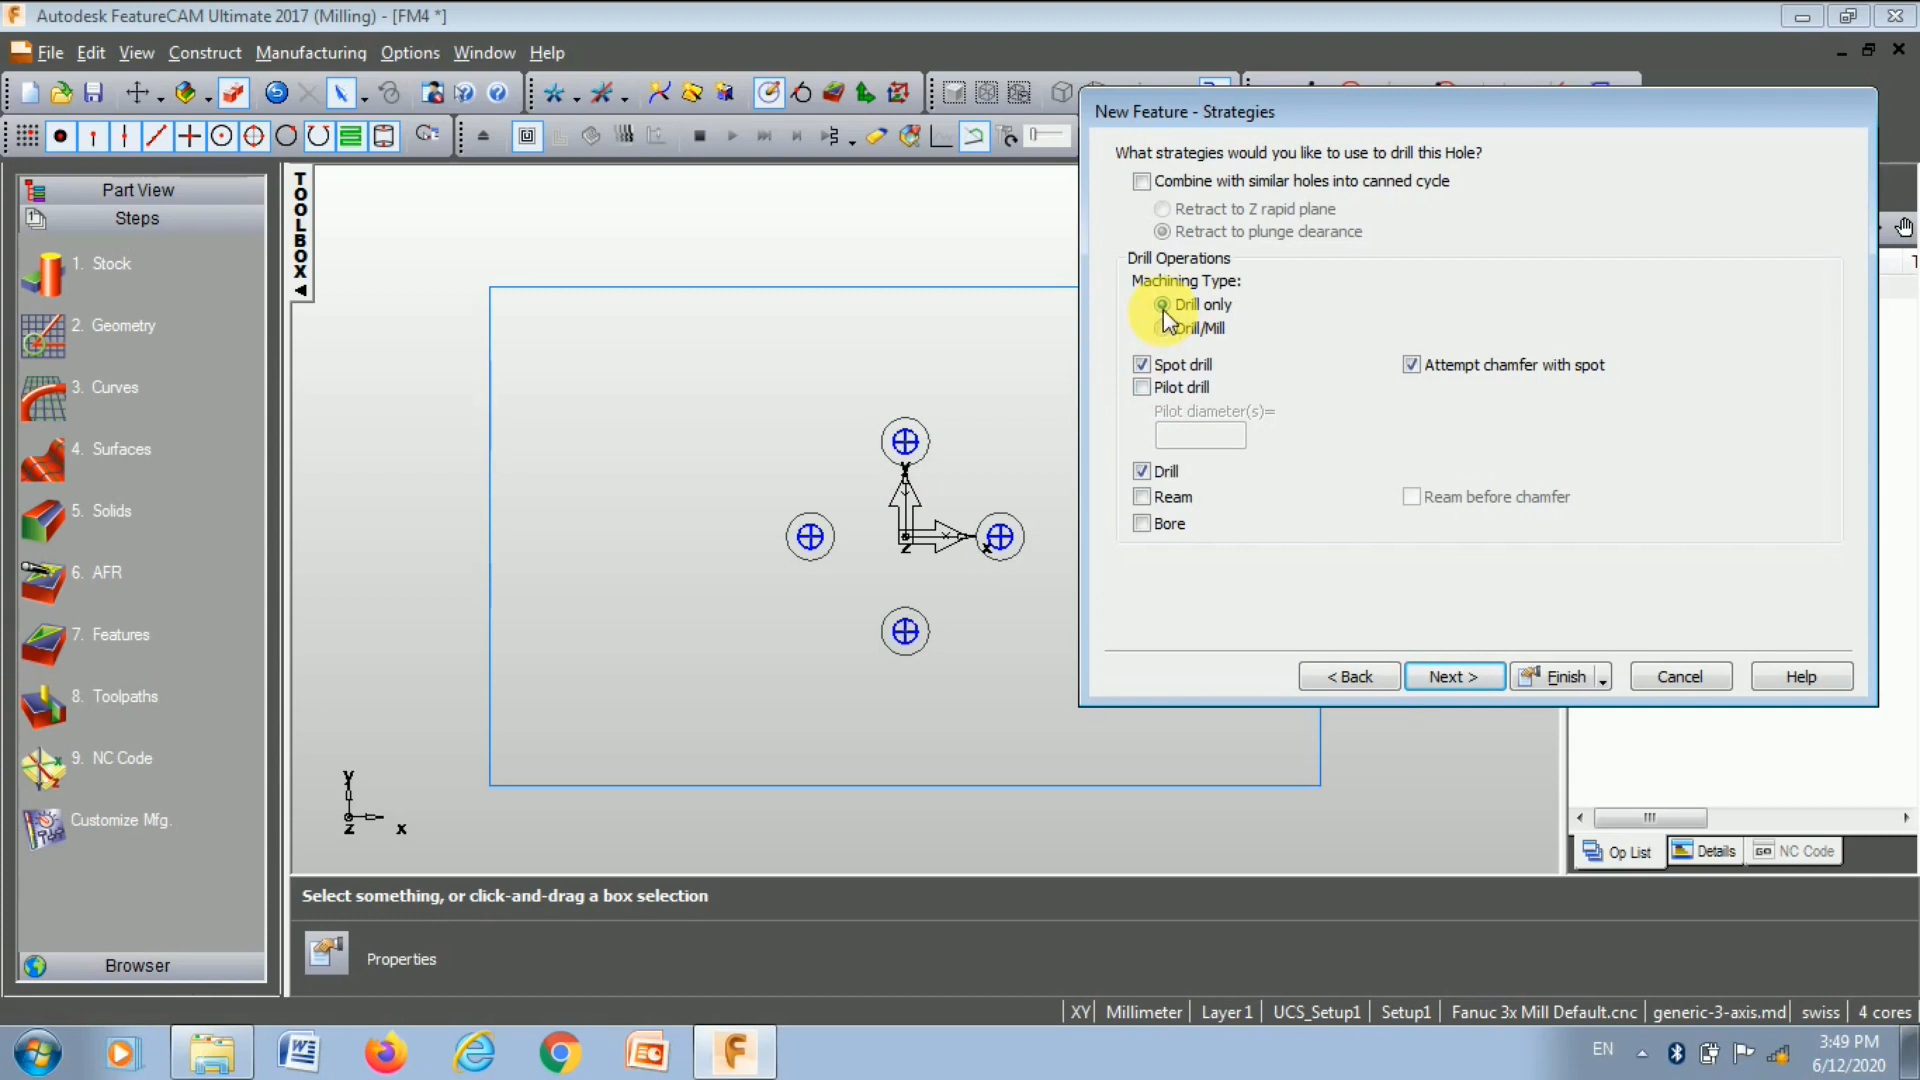 Autodesk FeatureCAM Ultimate 2017 (Milling) - [FM4 *]
File Edit View Construct Manufacturing Options Window Help
Part View
Steps
1. Stock
2. Geometry
3. Curves
4. Surfaces
5. Solids
6. AFR
7. Features
8. Toolpaths
9. NC Code
Customize Mfg.
Browser
TOOLBOX
Y
Z
X
Y
Z
X
New Feature - Strategies
What strategies would you like to use to drill this Hole?
Combine with similar holes into canned cycle
Retract to Z rapid plane
Retract to plunge clearance
Drill Operations
Machining Type:
Drill only
Drill/Mill
Spot drill
Attempt chamfer with spot
Pilot drill
Pilot diameter(s)=
Drill
Ream
Ream before chamfer
Bore
< Back
Next >
Finish
Cancel
Help
Op List
Details
NC Code
Select something, or click-and-drag a box selection
Properties
XY Millimeter Layer1 UCS_Setup1 Setup1 Fanuc 3x Mill Default.cnc generic-3-axis.md swiss 4 cores
EN
3:49 PM
6/12/2020